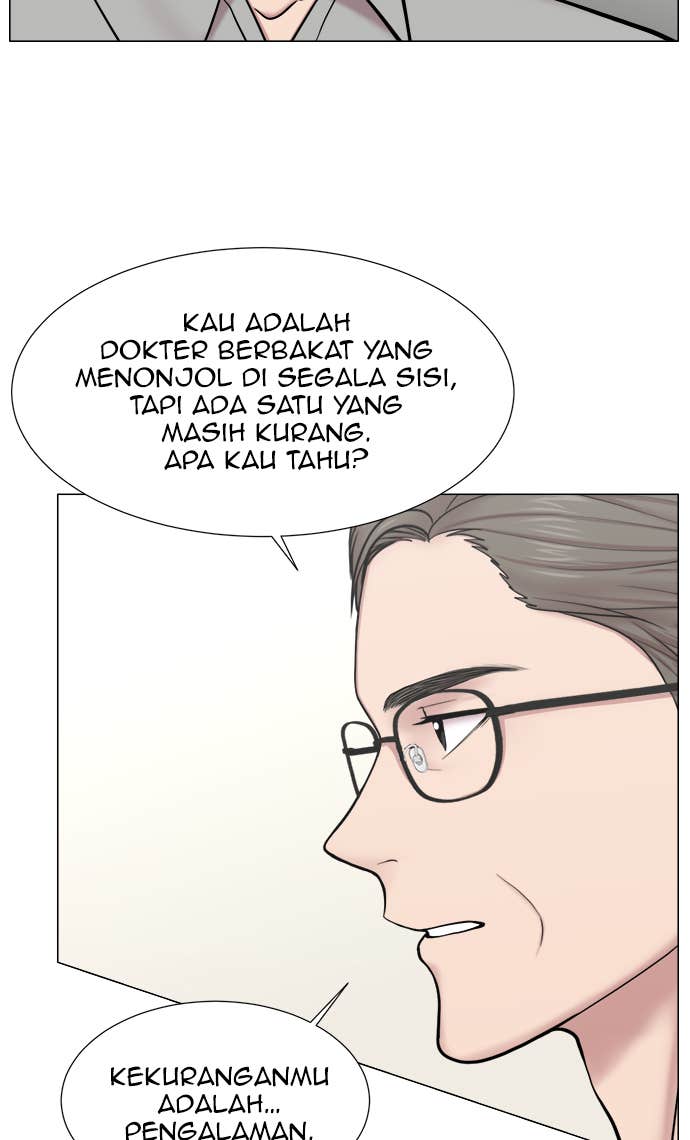 KAU ADALAH
DOKTER BERBAKAT YANG
MENONJOL DI SEGALA SISI,
TAPI ADA SATU YANG
MASIH KURANG.
APA KAU TAHU?
KEKURANGANMU
ADALAH...
PENGALAMAN.